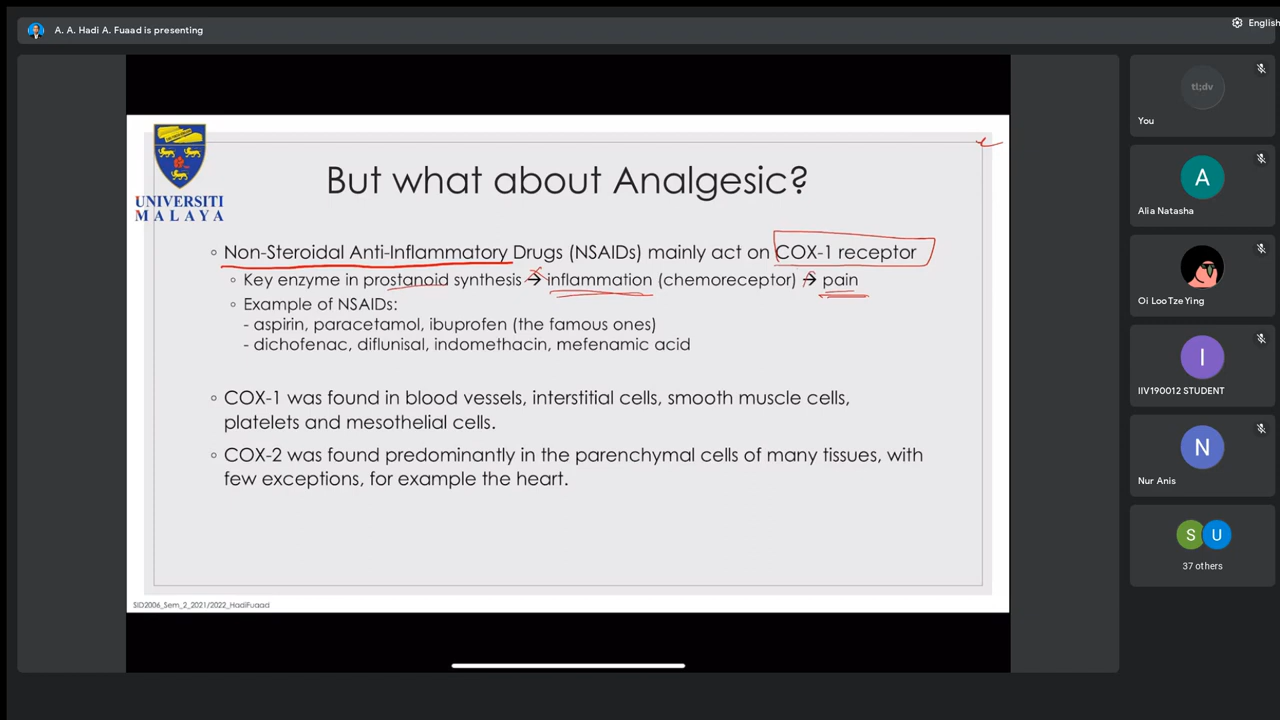 A. A. Hadi A. Fuaad is presenting
English
UNIVERSITI
MALAYA
But what about Analgesic?
◦ Non-Steroidal Anti-Inflammatory Drugs (NSAIDs) mainly act on COX-1 receptor
◦ Key enzyme in prostanoid synthesis → inflammation (chemoreceptor) → pain
◦ Example of NSAIDs:
- aspirin, paracetamol, ibuprofen (the famous ones)
- dichofenac, diflunisal, indomethacin, mefenamic acid
◦ COX-1 was found in blood vessels, interstitial cells, smooth muscle cells,
platelets and mesothelial cells.
◦ COX-2 was found predominantly in the parenchymal cells of many tissues, with
few exceptions, for example the heart.
SID2006_Sem_2_2021/2022_HadiFuaad
tl;dv
You
A
Alia Natasha
Oi Loo Tze Ying
I
IIV190012 STUDENT
N
Nur Anis
S U
37 others